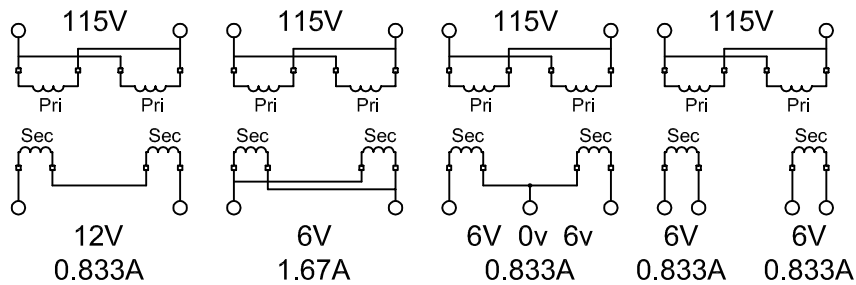 115V 115V 115V 115V
Pri Pri Pri Pri Pri Pri Pri Pri
Sec Sec Sec Sec Sec Sec Sec Sec
12V 6V 6V 0v 6v 6V 6V
0.833A 1.67A 0.833A 0.833A 0.833A